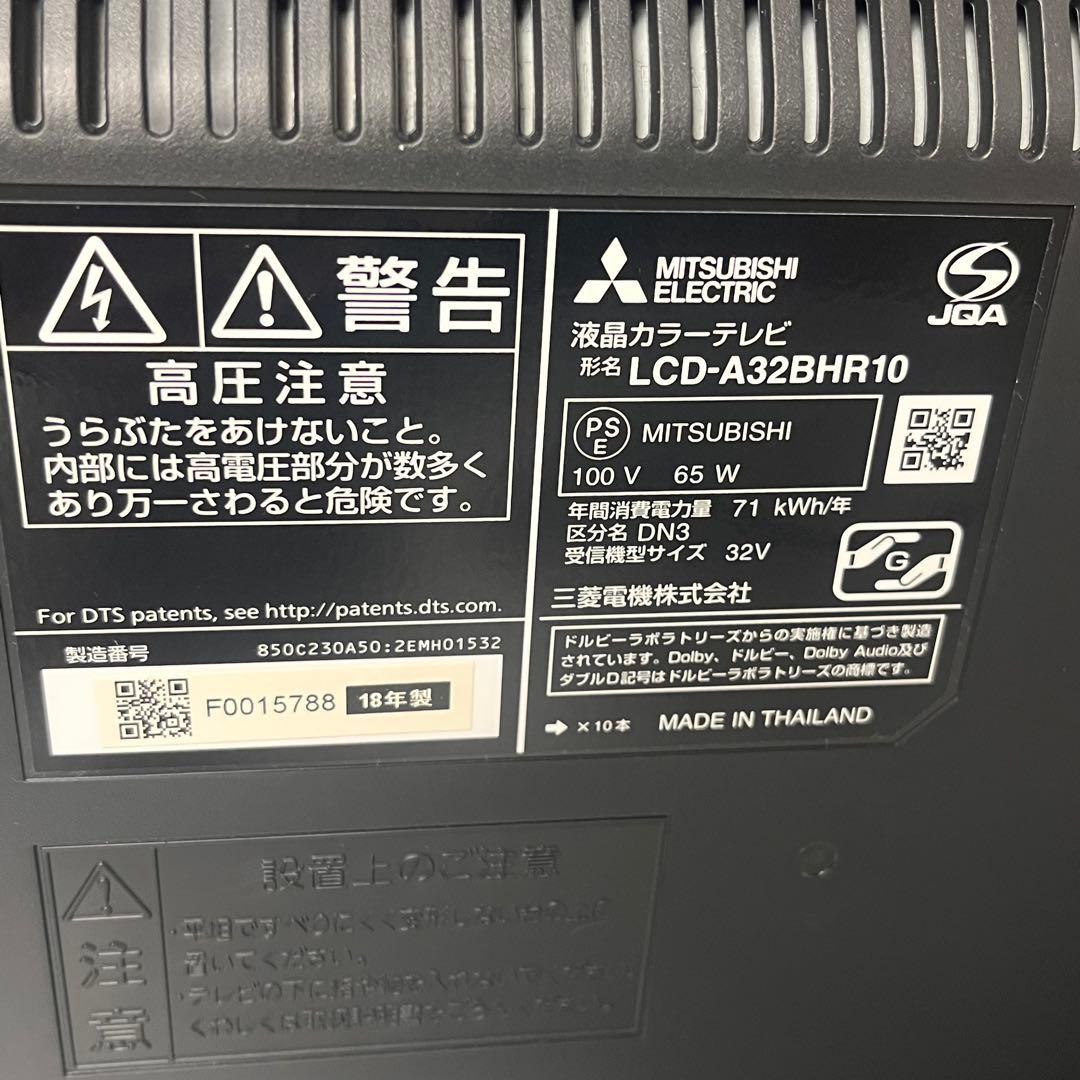 警告
高圧注意
うらぶたをあけないこと。
内部には高電圧部分が数多く
あり万一さわると危険です。
For DTS patents, see http://patents.dts.com.
製造番号 850C230A50:2EMH01532
F0015788 18年製
MITSUBISHI
ELECTRIC
JQA
液晶カラーテレビ
形名 LCD-A32BHR10
PSE MITSUBISHI
100 V 65 W
年間消費電力量 71 kWh/年
区分名 DN3
受信機型サイズ 32V
G
三菱電機株式会社
ドルビーラボラトリーズからの実施権に基づき製造
されています。Dolby、ドルビー、Dolby Audio及び
ダブルD記号はドルビーラボラトリーズの商標です。
➡ ×10本 MADE IN THAILAND
注意
設置上のご注意
置いてください。